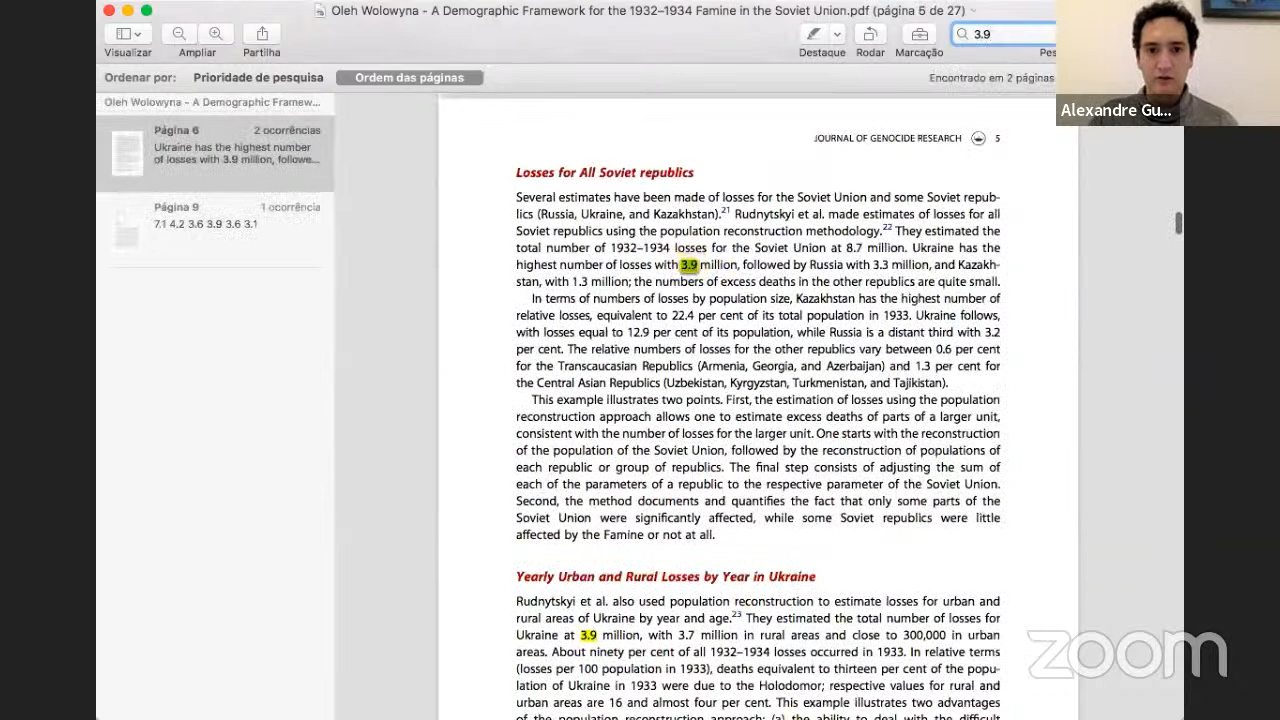 Oleh Wolowyna - A Demographic Framework for the 1932–1934 Famine in the Soviet Union.pdf (página 5 de 27)
3.9
Visualizar
Ampliar
Partilha
Destaque
Rodar
Marcação
Pes
Ordenar por:
Prioridade de pesquisa
Ordem das páginas
Encontrado em 2 páginas
Oleh Wolowyna - A Demographic Framew...
Página 6
2 ocorrências
Ukraine has the highest number
of losses with 3.9 million, followe...
Página 9
1 ocorrência
7.1 4.2 3.6 3.9 3.6 3.1
Alexandre Gu...
JOURNAL OF GENOCIDE RESEARCH 5
Losses for All Soviet republics
Several estimates have been made of losses for the Soviet Union and some Soviet repub-
lics (Russia, Ukraine, and Kazakhstan).21 Rudnytskyi et al. made estimates of losses for all
Soviet republics using the population reconstruction methodology.22 They estimated the
total number of 1932–1934 losses for the Soviet Union at 8.7 million. Ukraine has the
highest number of losses with 3.9 million, followed by Russia with 3.3 million, and Kazakh-
stan, with 1.3 million; the numbers of excess deaths in the other republics are quite small.
In terms of numbers of losses by population size, Kazakhstan has the highest number of
relative losses, equivalent to 22.4 per cent of its total population in 1933. Ukraine follows,
with losses equal to 12.9 per cent of its population, while Russia is a distant third with 3.2
per cent. The relative numbers of losses for the other republics vary between 0.6 per cent
for the Transcaucasian Republics (Armenia, Georgia, and Azerbaijan) and 1.3 per cent for
the Central Asian Republics (Uzbekistan, Kyrgyzstan, Turkmenistan, and Tajikistan).
This example illustrates two points. First, the estimation of losses using the population
reconstruction approach allows one to estimate excess deaths of parts of a larger unit,
consistent with the number of losses for the larger unit. One starts with the reconstruction
of the population of the Soviet Union, followed by the reconstruction of populations of
each republic or group of republics. The final step consists of adjusting the sum of
each of the parameters of a republic to the respective parameter of the Soviet Union.
Second, the method documents and quantifies the fact that only some parts of the
Soviet Union were significantly affected, while some Soviet republics were little
affected by the Famine or not at all.
Yearly Urban and Rural Losses by Year in Ukraine
Rudnytskyi et al. also used population reconstruction to estimate losses for urban and
rural areas of Ukraine by year and age.23 They estimated the total number of losses for
Ukraine at 3.9 million, with 3.7 million in rural areas and close to 300,000 in urban
areas. About ninety per cent of all 1932–1934 losses occurred in 1933. In relative terms
(losses per 100 population in 1933), deaths equivalent to thirteen per cent of the popu-
lation of Ukraine in 1933 were due to the Holodomor; respective values for rural and
urban areas are 16 and almost four per cent. This example illustrates two advantages
of the population reconstruction approach: (a) the ability to deal with the difficult
zoom